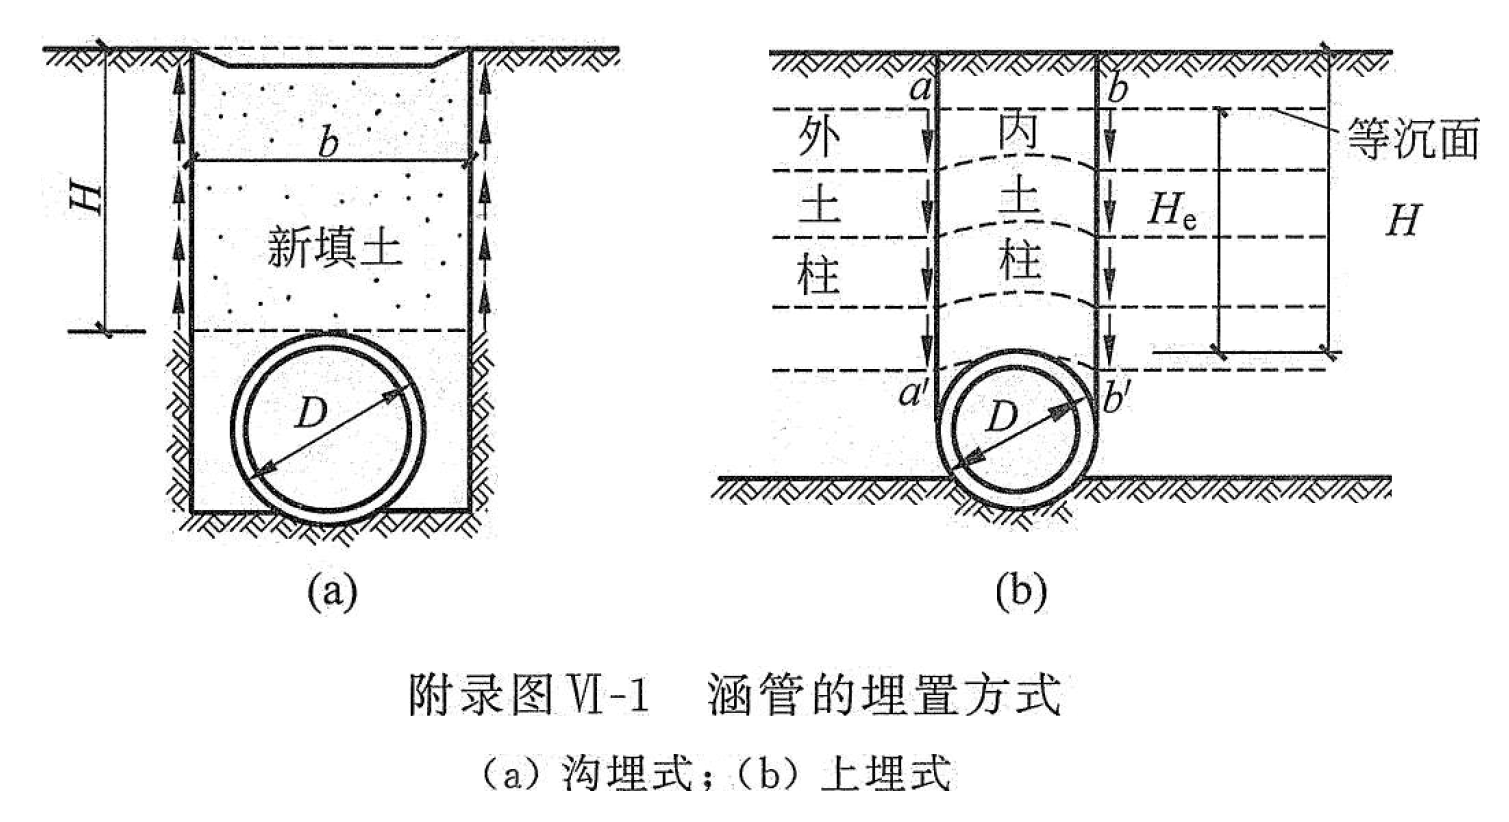 H
b
新填土
D
(a)
a
b
外土柱
内土柱
等沉面
He
H
a′
b′
D
(b)
附录图Ⅵ-1 涵管的埋置方式
（a）沟埋式；（b）上埋式